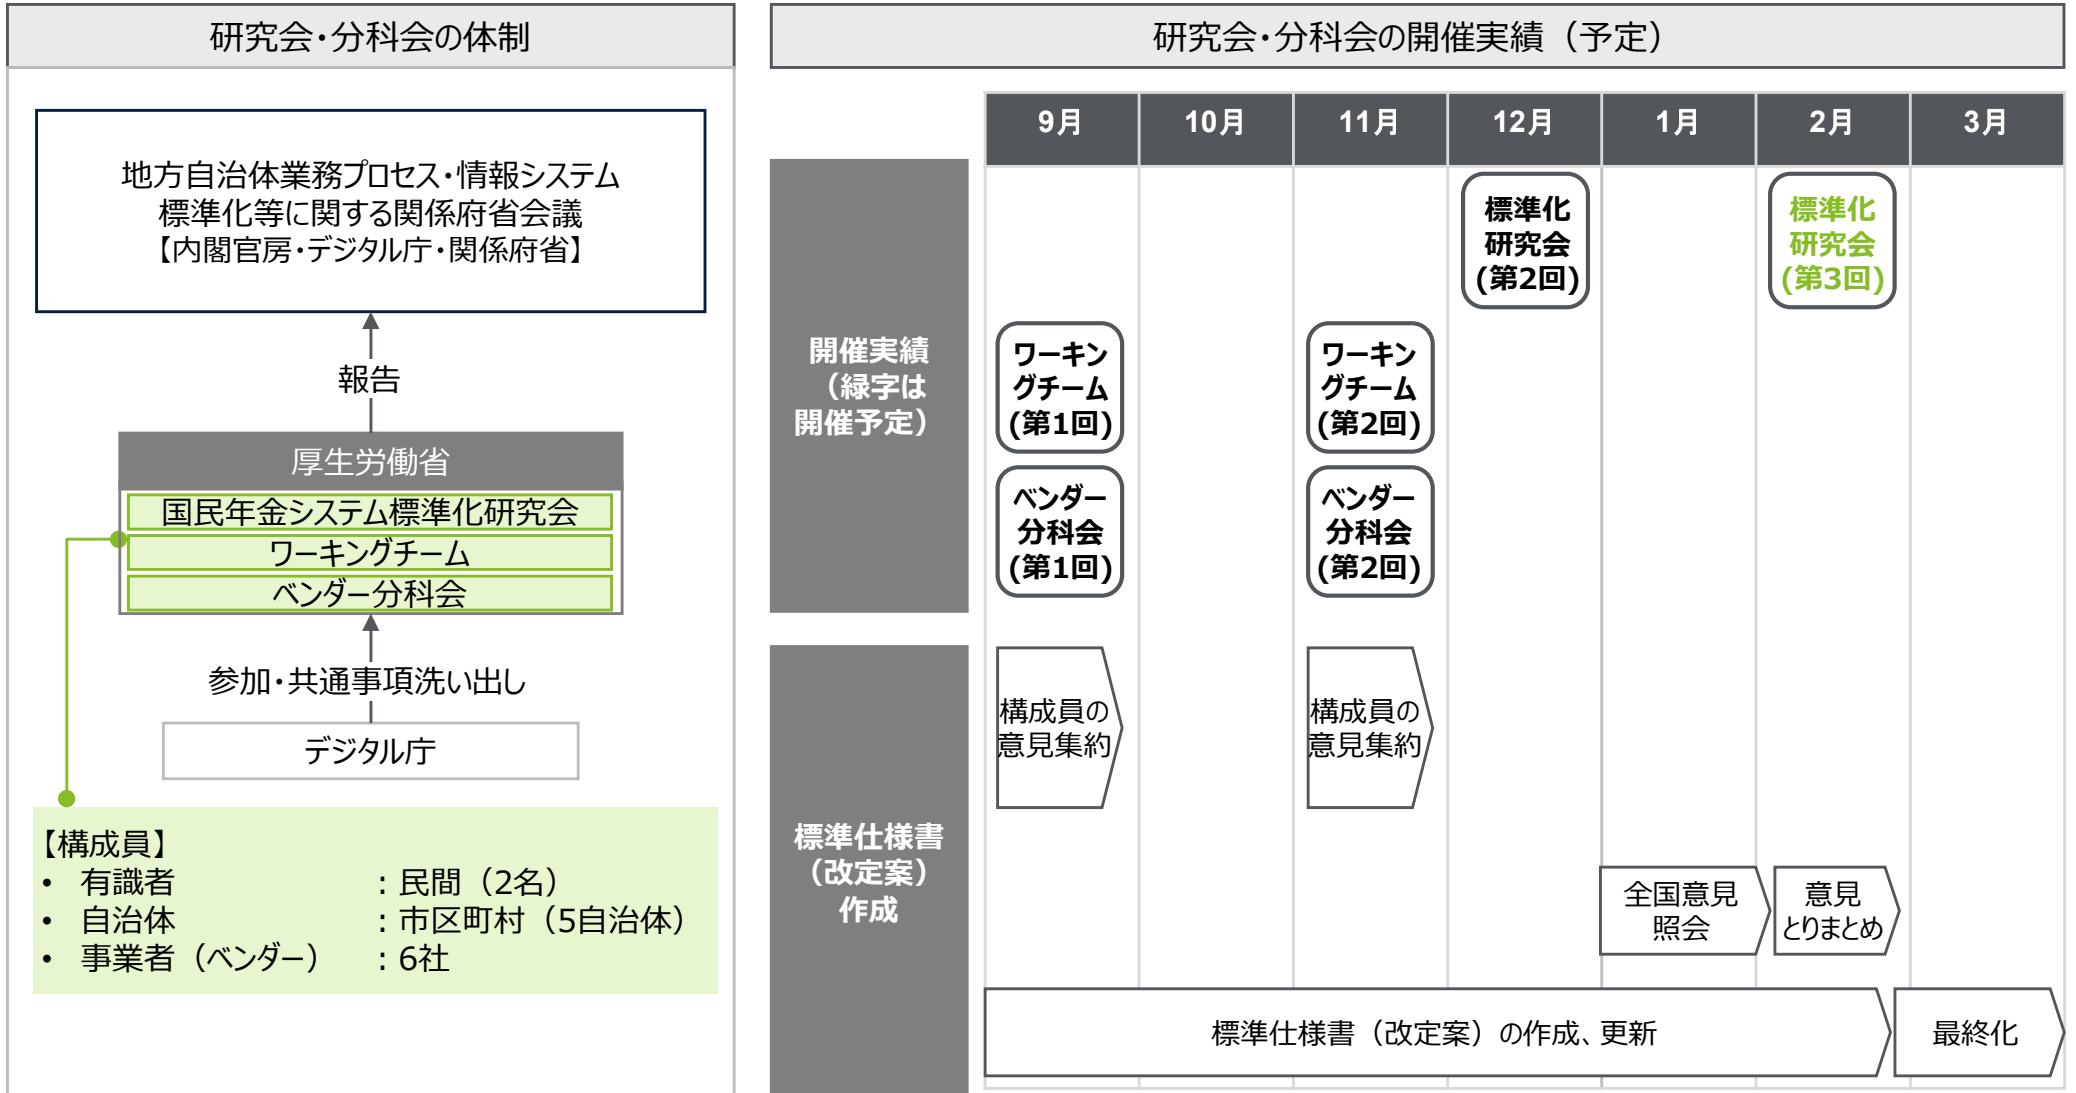 研究会・分科会の体制
地方自治体業務プロセス・情報システム
標準化等に関する関係府省会議
【内閣官房・デジタル庁・関係府省】
報告
厚生労働省
国民年金システム標準化研究会
ワーキングチーム
ベンダー分科会
参加・共通事項洗い出し
デジタル庁
【構成員】
• 有識者 : 民間（2名）
• 自治体 : 市区町村（5自治体）
• 事業者（ベンダー） : 6社
研究会・分科会の開催実績（予定）
9月 10月 11月 12月 1月 2月 3月
開催実績
（緑字は
開催予定）
標準化
研究会
(第2回)
標準化
研究会
(第3回)
ワーキン
グチーム
(第1回)
ワーキン
グチーム
(第2回)
ベンダー
分科会
(第1回)
ベンダー
分科会
(第2回)
標準仕様書
（改定案）
作成
構成員の
意見集約
構成員の
意見集約
全国意見
照会
意見
とりまとめ
標準仕様書（改定案）の作成、更新
最終化